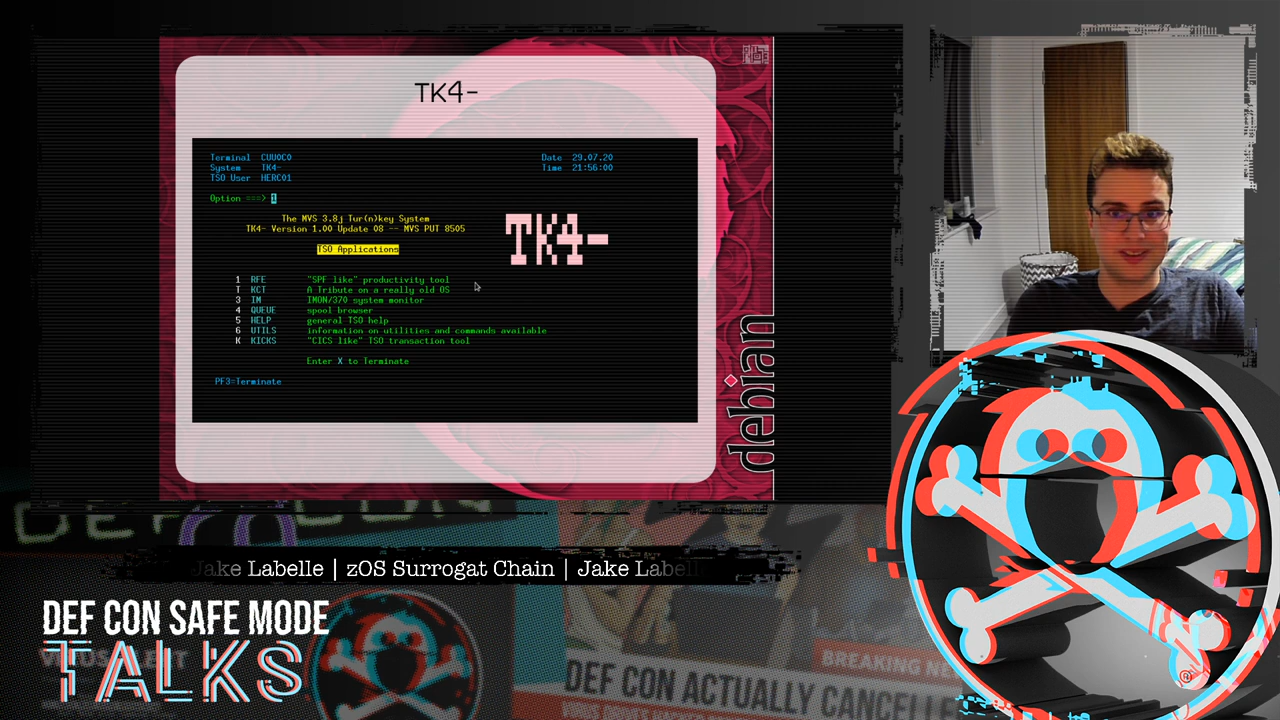 TK4-
Terminal CUU0C0
System TK4-
TSO User HERC01
Date 29.07.20
Time 21:56:00
Option ===> 1
The MVS 3.8j Tur(n)key System
TK4- Version 1.00 Update 08 -- MVS PUT 8505
TSO Applications
TK4-
1 RFE "SPF like" productivity tool
T KCT A Tribute on a really old OS
3 IM IMON/370 system monitor
4 QUEUE spool browser
5 HELP general TSO help
6 UTILS information on utilities and commands available
K KICKS "CICS like" TSO transaction tool
Enter X to Terminate
PF3=Terminate
debian
DEF CON
Jake Labelle | zOS Surrogat Chain | Jake Labell
DEF CON SAFE MODE
TALKS
BREAKING NE
DEF CON ACTUALLY CANCELLE